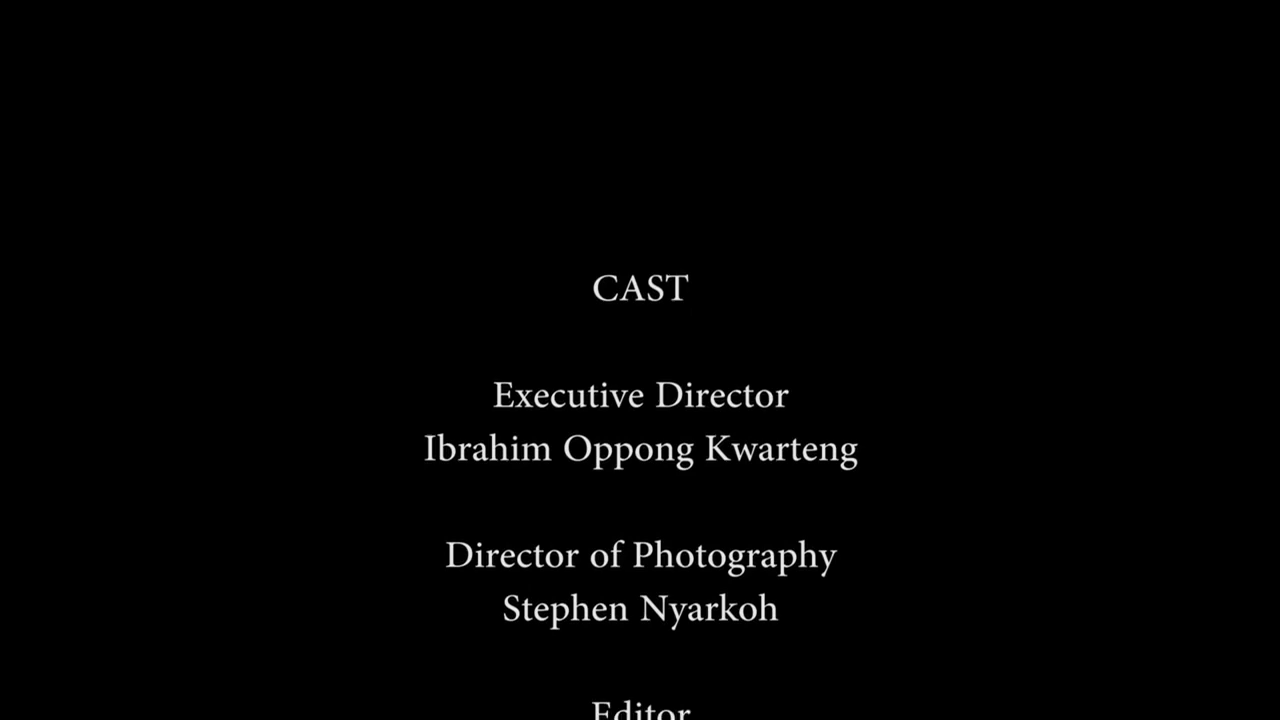 CAST
Executive Director
Ibrahim Oppong Kwarteng
Director of Photography
Stephen Nyarkoh
Editor